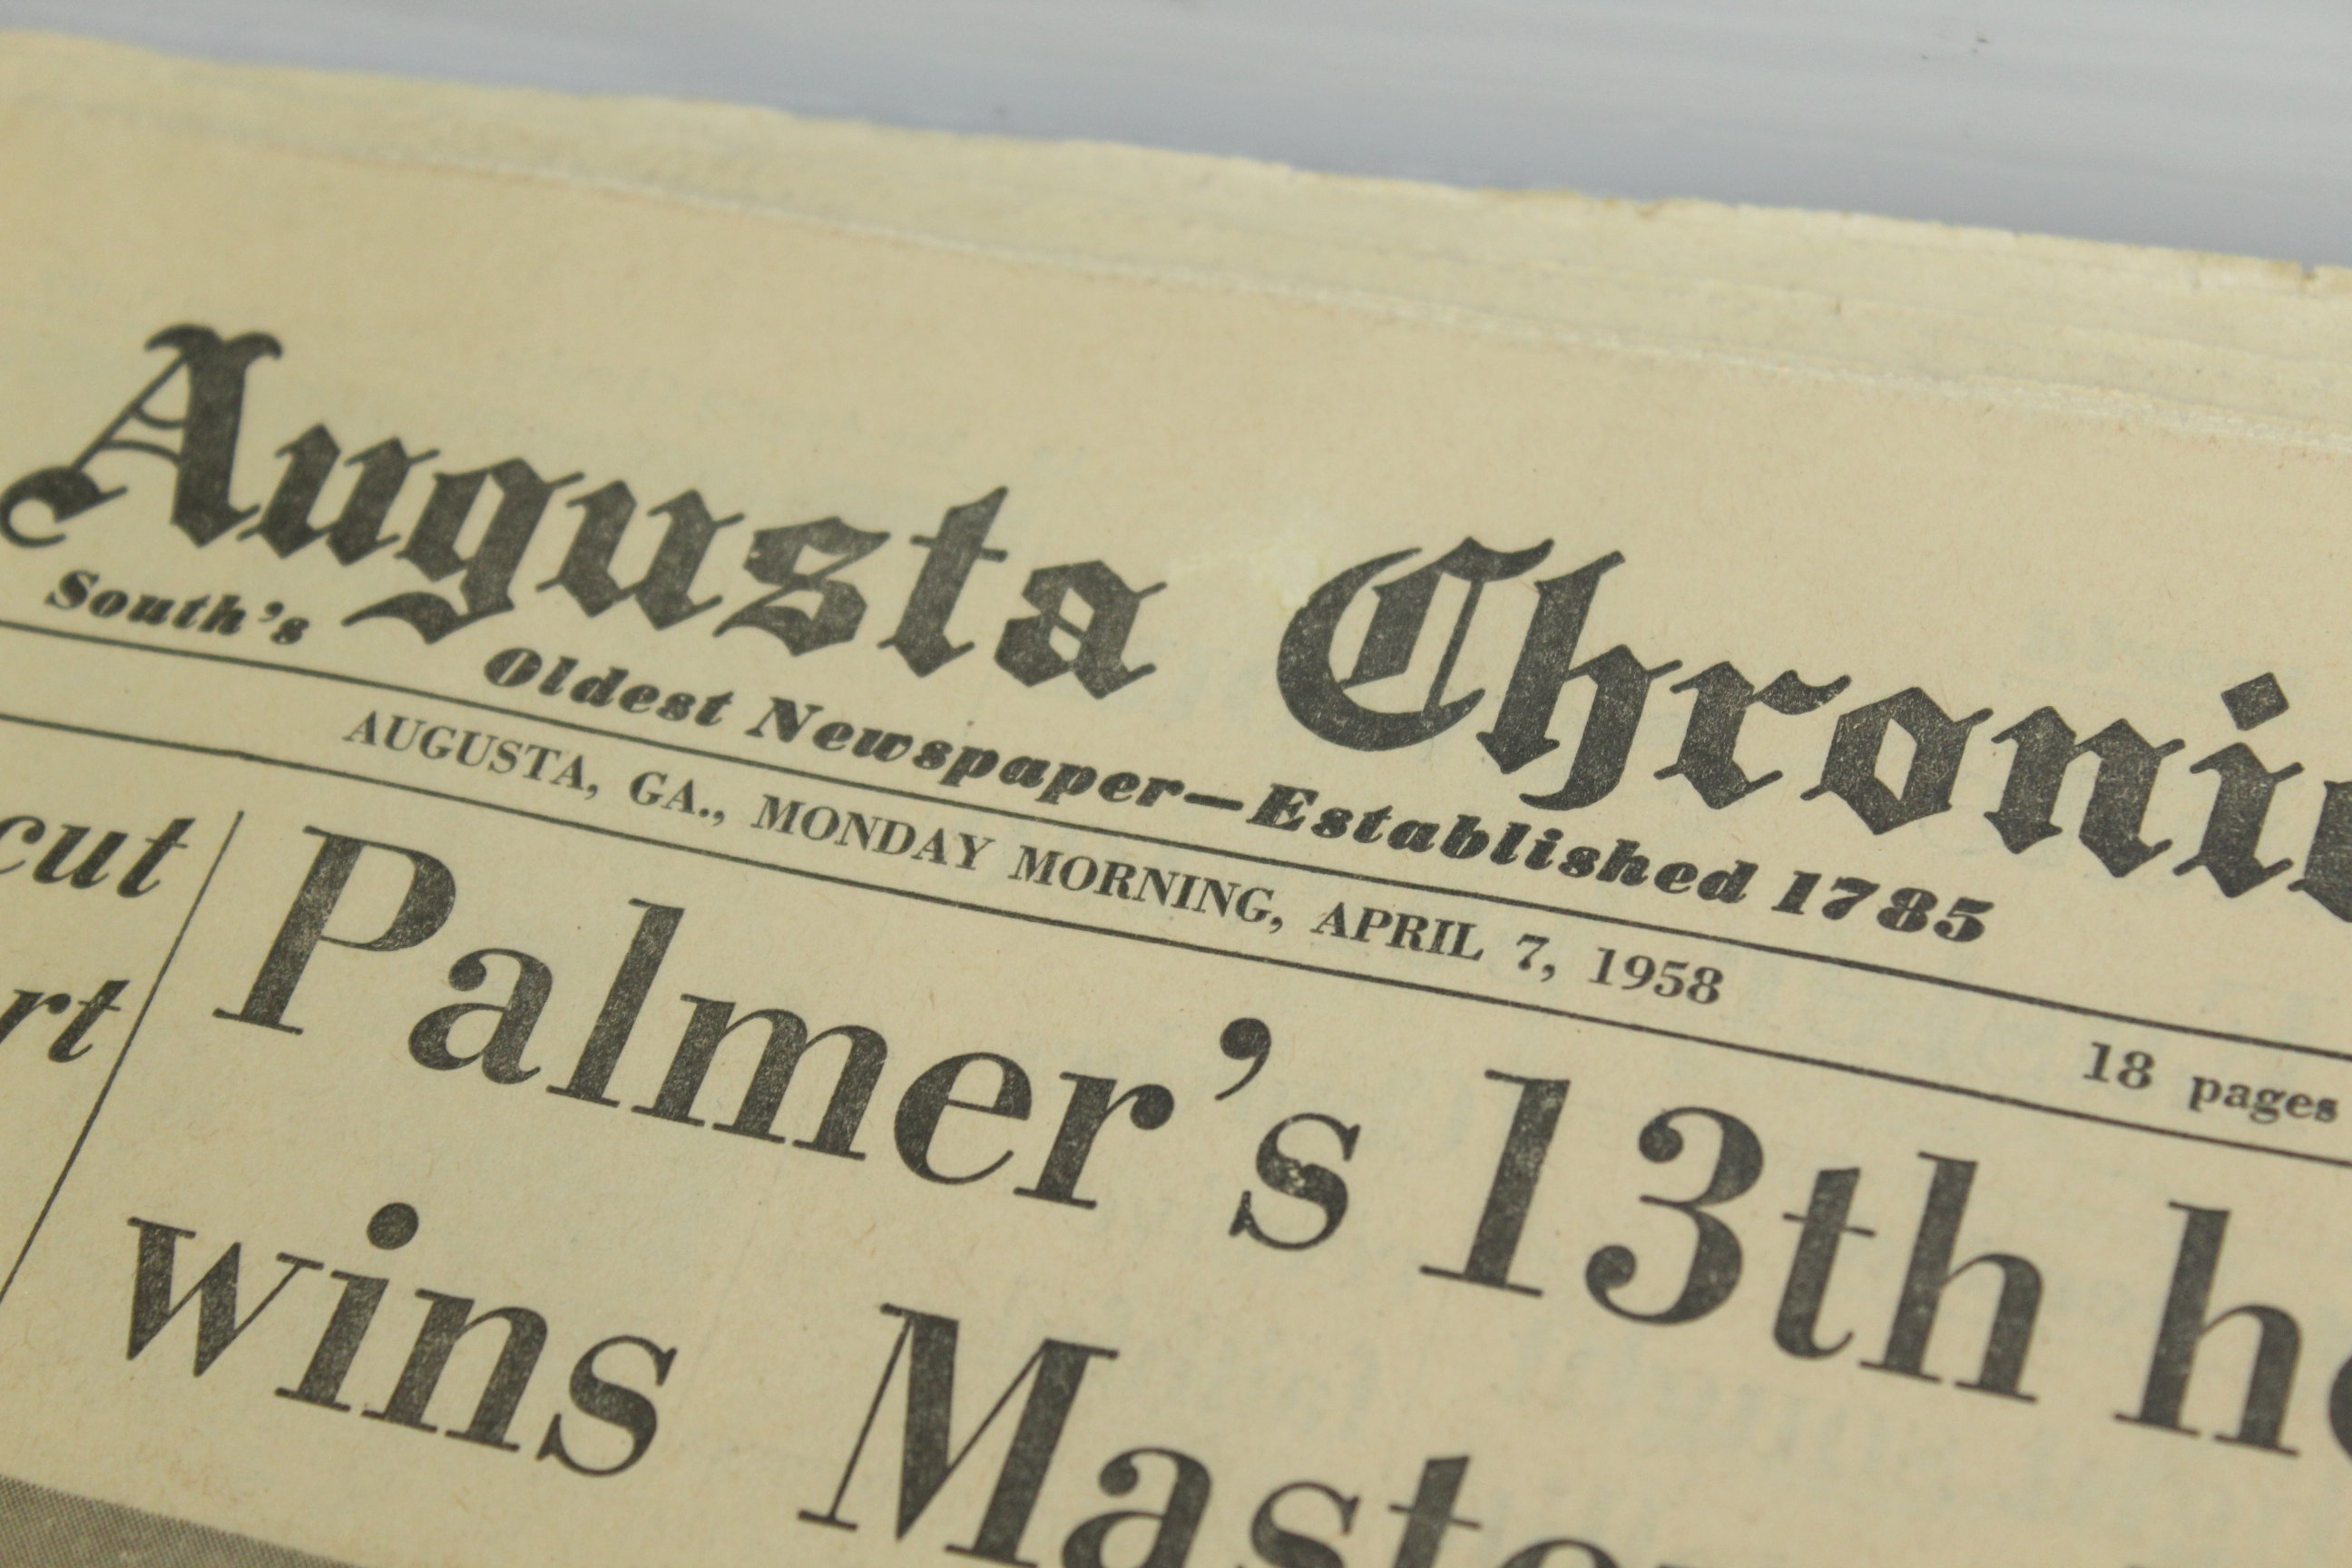 Augusta Chronic
South's Oldest Newspaper—Established 1785
AUGUSTA, GA., MONDAY MORNING, APRIL 7, 1958 18 pages
cut
rt
Palmer's 13th h
wins Maste